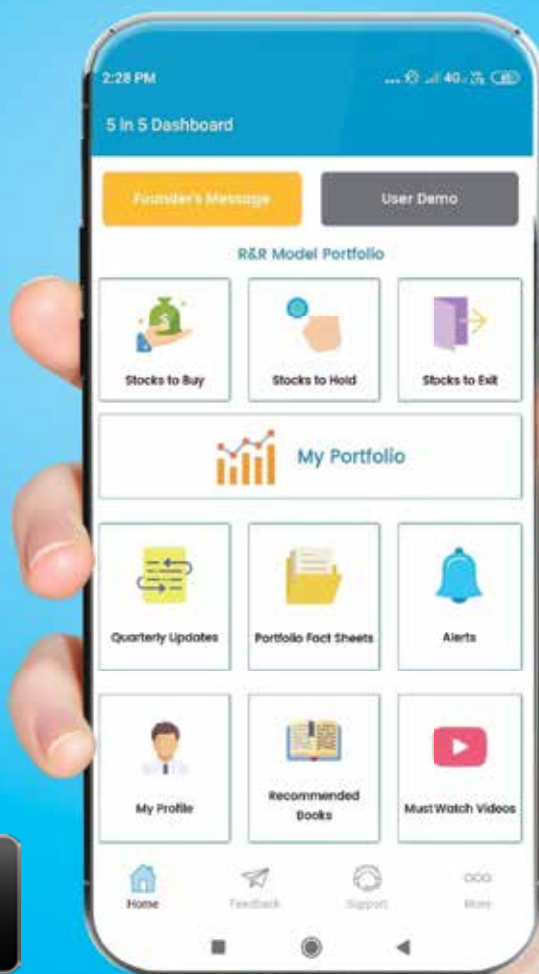 2:28 PM
5 in 5 Dashboard
Founder's Message
User Demo
R&R Model Portfolio
Stocks to Buy
Stocks to Hold
Stocks to Exit
My Portfolio
Quarterly Updates
Portfolio Fact Sheets
Alerts
My Profile
Recommended
Books
Must Watch Videos
Home
Feedback
Support
More